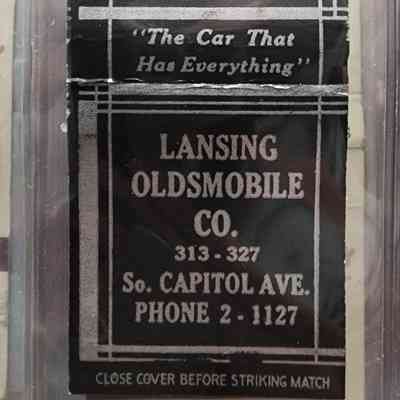 "The Car That
Has Everything"
LANSING
OLDSMOBILE
CO.
313 - 327
So. CAPITOL AVE.
PHONE 2 - 1127
CLOSE COVER BEFORE STRIKING MATCH